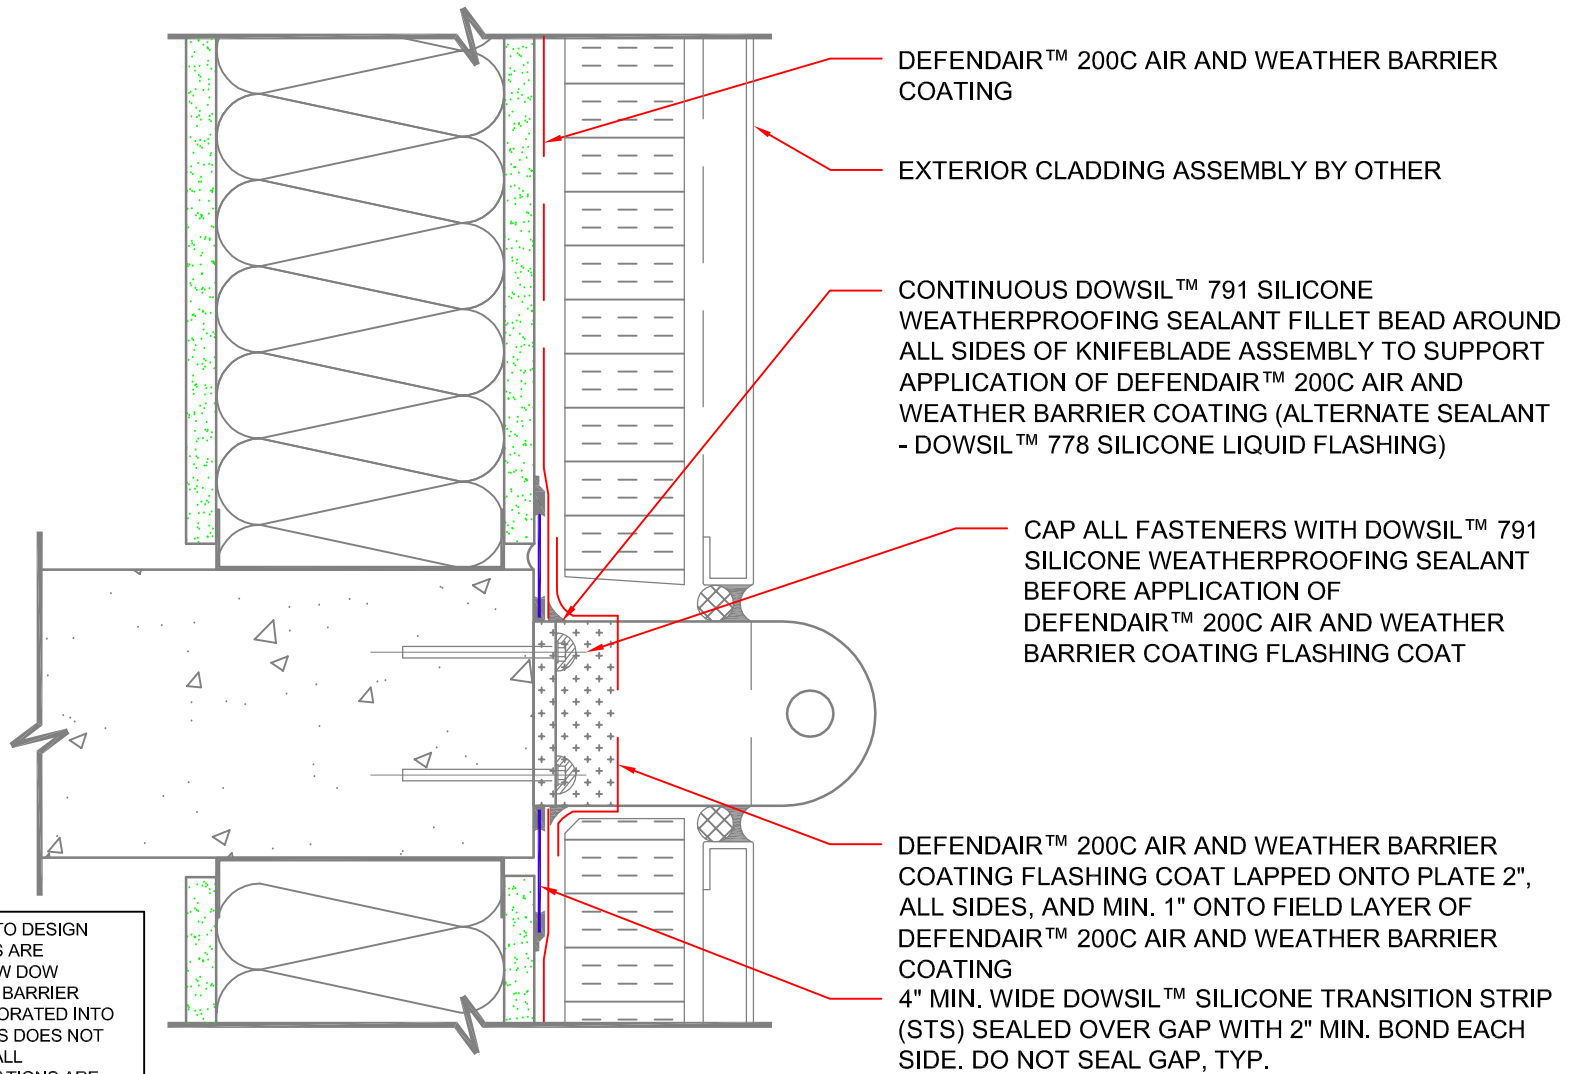 DEFENDAIR™ 200C AIR AND WEATHER BARRIER
COATING
EXTERIOR CLADDING ASSEMBLY BY OTHER
CONTINUOUS DOWSIL™ 791 SILICONE
WEATHERPROOFING SEALANT FILLET BEAD AROUND
ALL SIDES OF KNIFEBLADE ASSEMBLY TO SUPPORT
APPLICATION OF DEFENDAIR™ 200C AIR AND
WEATHER BARRIER COATING (ALTERNATE SEALANT
- DOWSIL™ 778 SILICONE LIQUID FLASHING)
CAP ALL FASTENERS WITH DOWSIL™ 791
SILICONE WEATHERPROOFING SEALANT
BEFORE APPLICATION OF
DEFENDAIR™ 200C AIR AND WEATHER
BARRIER COATING FLASHING COAT
DEFENDAIR™ 200C AIR AND WEATHER BARRIER
COATING FLASHING COAT LAPPED ONTO PLATE 2",
ALL SIDES, AND MIN. 1" ONTO FIELD LAYER OF
DEFENDAIR™ 200C AIR AND WEATHER BARRIER
COATING
4" MIN. WIDE DOWSIL™ SILICONE TRANSITION STRIP
(STS) SEALED OVER GAP WITH 2" MIN. BOND EACH
SIDE. DO NOT SEAL GAP, TYP.
TO DESIGN
ARE
DOW
BARRIER
INTO
DOES NOT
ARE